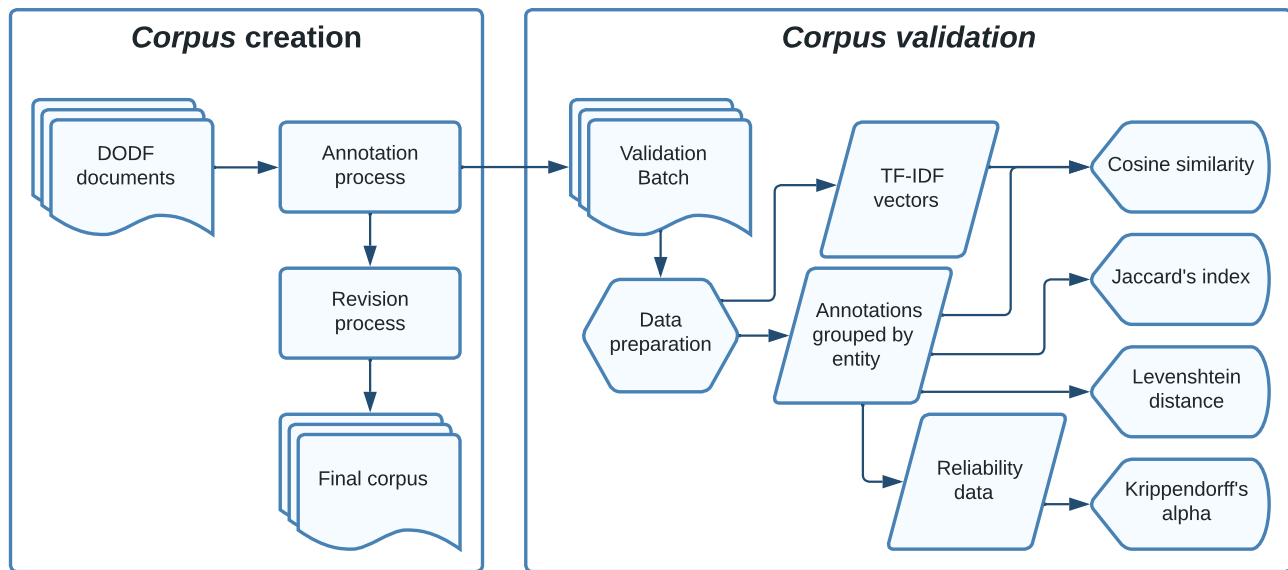 Corpus creation
DODF
documents
Annotation
process
Revision
process
Final corpus
Corpus validation
Validation
Batch
Data
preparation
TF-IDF
vectors
Annotations
grouped by
entity
Reliability
data
Cosine similarity
Jaccard's index
Levenshtein
distance
Krippendorff's
alpha